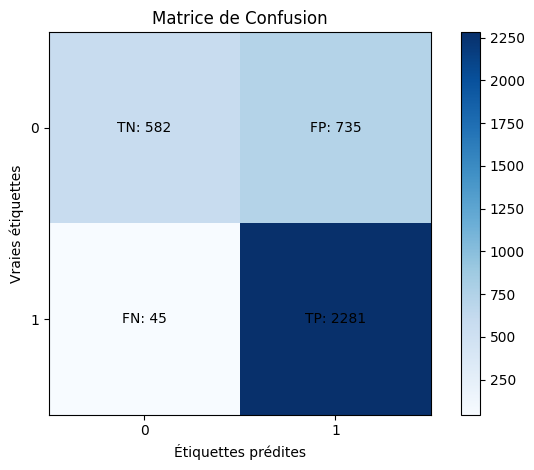 Matrice de Confusion
Vraies étiquettes
0
1
TN: 582
FP: 735
FN: 45
TP: 2281
0
1
Étiquettes prédites
2250
2000
1750
1500
1250
1000
750
500
250